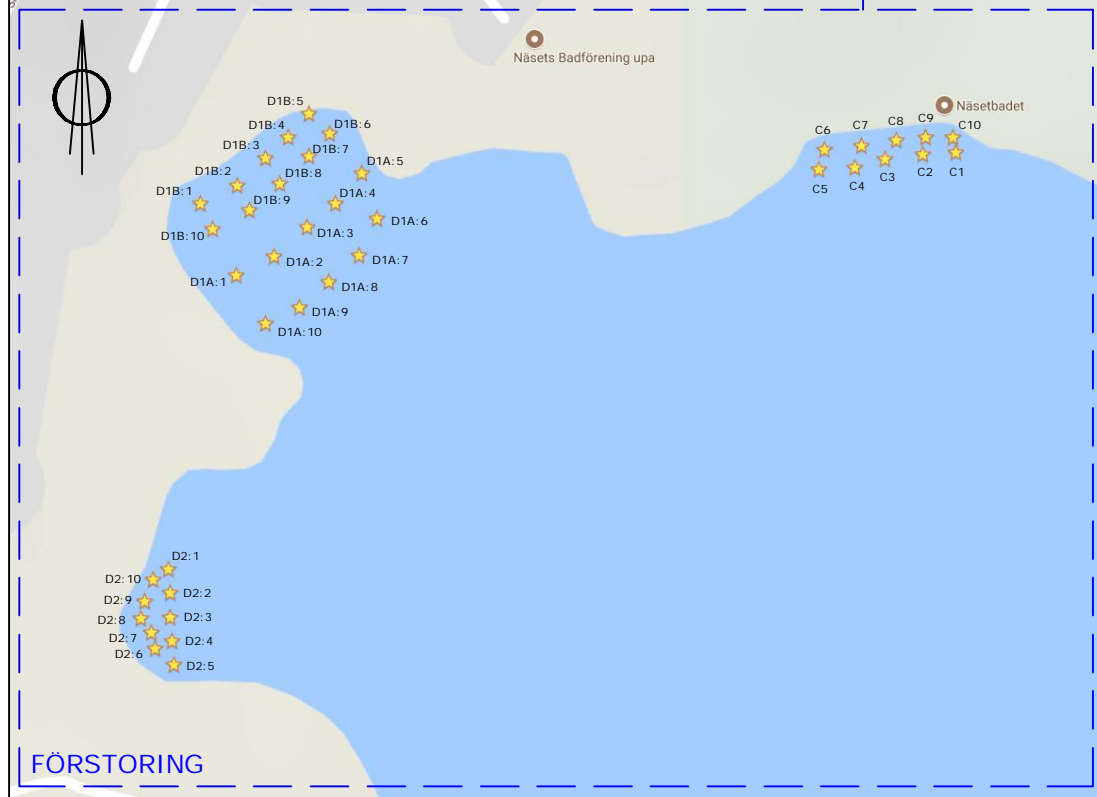 Näsets Badförening upa
Näsetbadet
D1B:5
D1B:4
D1B:6
D1B:3
D1B:7
D1B:2
D1B:8
D1A:5
D1B:1
D1B:9
D1A:4
D1B:10
D1A:3
D1A:6
D1A:2
D1A:7
D1A:1
D1A:8
D1A:9
D1A:10
C6
C7
C8
C9
C10
C5
C4
C3
C2
C1
D2:1
D2:10
D2:2
D2:9
D2:3
D2:8
D2:7
D2:4
D2:6
D2:5
FÖRSTORING